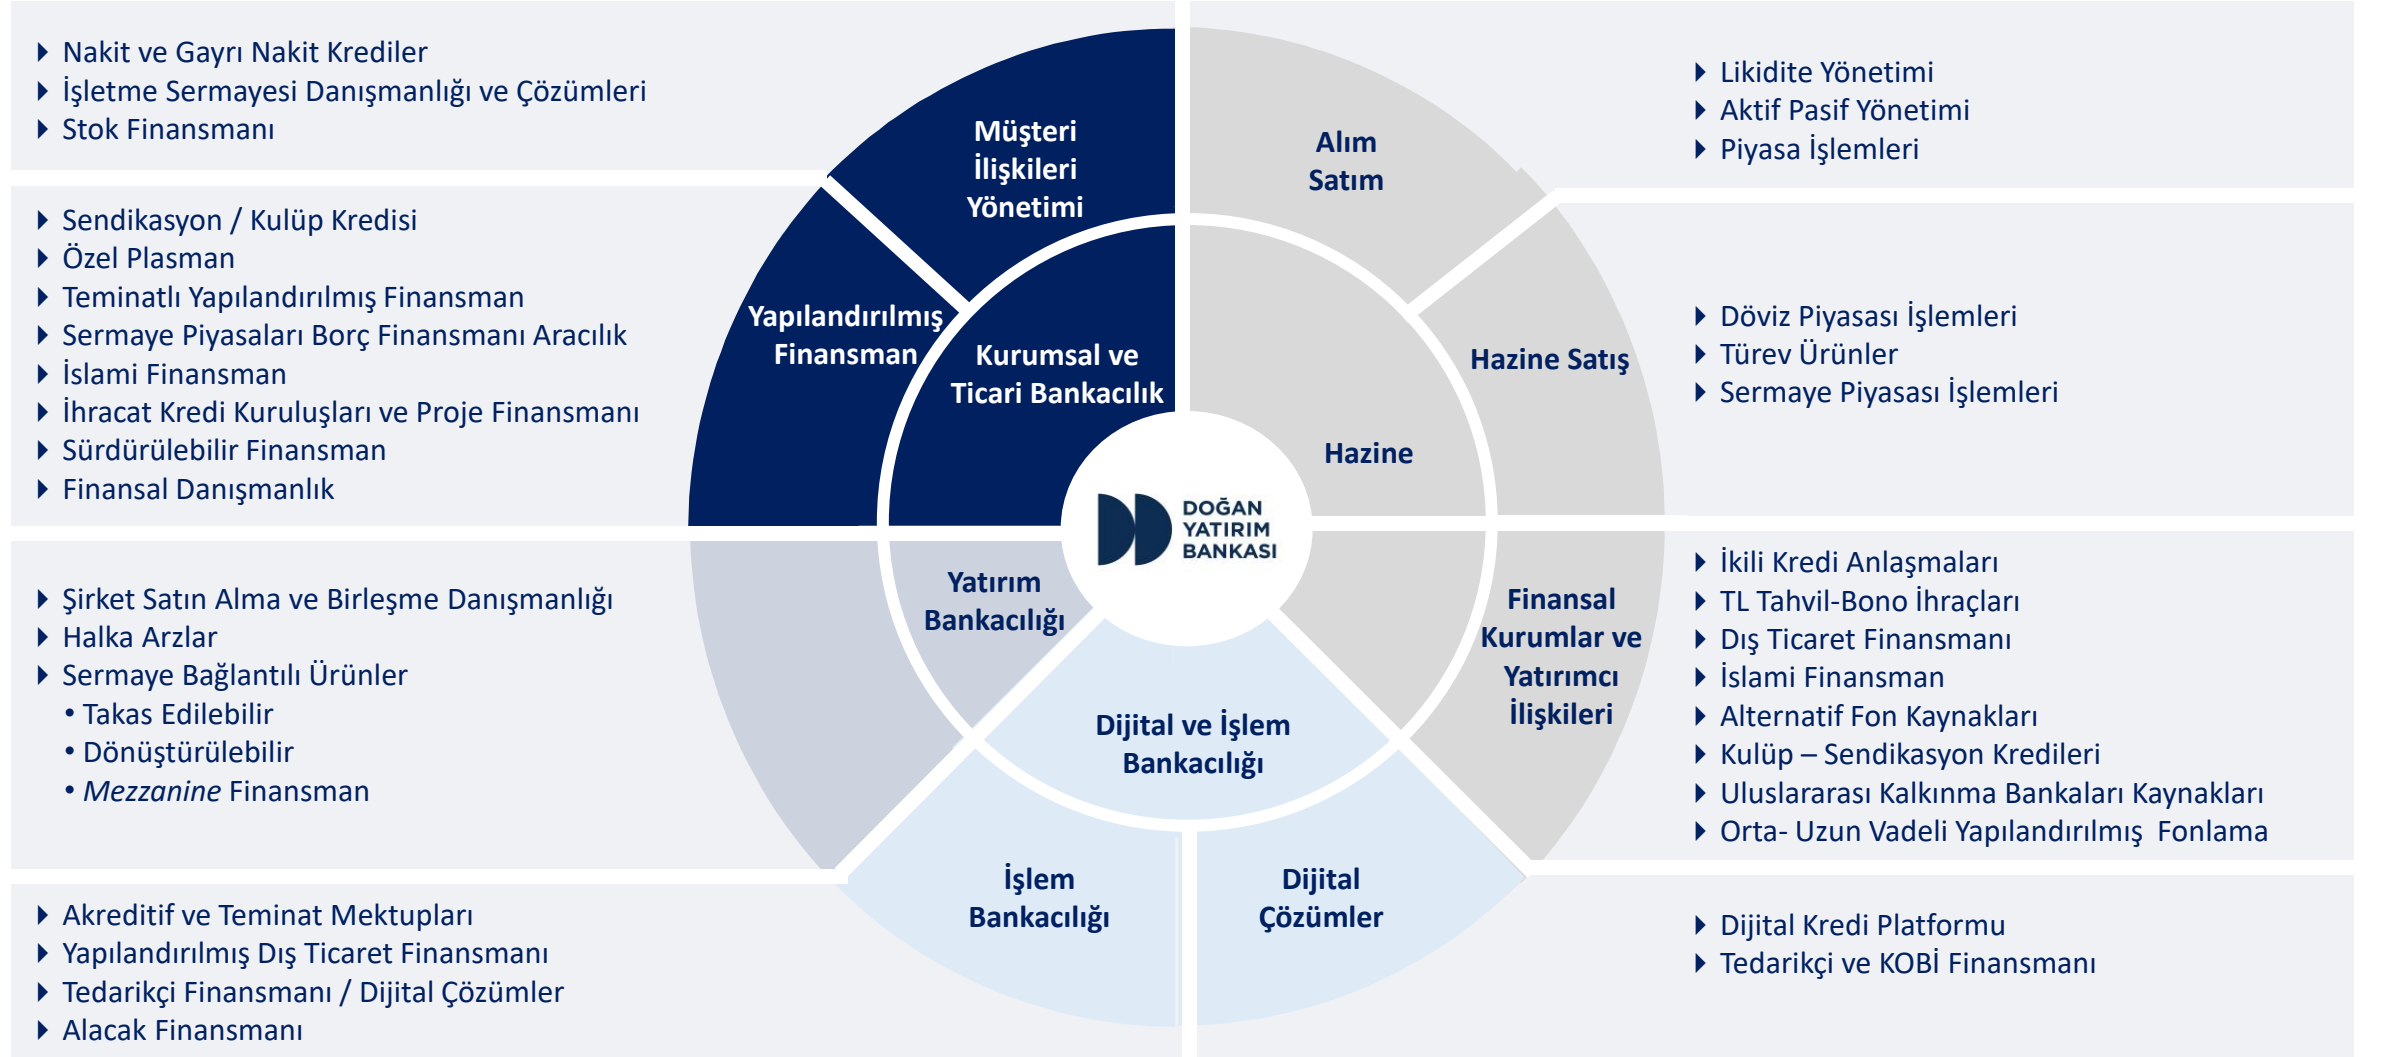 Nakit ve Gayrı Nakit Krediler
İşletme Sermayesi Danışmanlığı ve Çözümleri
Stok Finansmanı
Sendikasyon / Kulüp Kredisi
Özel Plasman
Teminatlı Yapılandırılmış Finansman
Sermaye Piyasaları Borç Finansmanı Aracılık
İslami Finansman
İhracat Kredi Kuruluşları ve Proje Finansmanı
Sürdürülebilir Finansman
Finansal Danışmanlık
Şirket Satın Alma ve Birleşme Danışmanlığı
Halka Arzlar
Sermaye Bağlantılı Ürünler
• Takas Edilebilir
• Dönüştürülebilir
• Mezzanine Finansman
Akreditif ve Teminat Mektupları
Yapılandırılmış Dış Ticaret Finansmanı
Tedarikçi Finansmanı / Dijital Çözümler
Alacak Finansmanı
Müşteri
İlişkileri
Yönetimi
Yapılandırılmış
Finansman
Kurumsal ve
Ticari Bankacılık
Yatırım
Bankacılığı
DOĞAN
YATIRIM
BANKASI
Dijital ve İşlem
Bankacılığı
İşlem
Bankacılığı
Dijital
Çözümler
Alım
Satım
Hazine Satış
Hazine
Finansal
Kurumlar ve
Yatırımcı
İlişkileri
Likidite Yönetimi
Aktif Pasif Yönetimi
Piyasa İşlemleri
Döviz Piyasası İşlemleri
Türev Ürünler
Sermaye Piyasası İşlemleri
İkili Kredi Anlaşmaları
TL Tahvil-Bono İhraçları
Dış Ticaret Finansmanı
İslami Finansman
Alternatif Fon Kaynakları
Kulüp – Sendikasyon Kredileri
Uluslararası Kalkınma Bankaları Kaynakları
Orta- Uzun Vadeli Yapılandırılmış  Fonlama
Dijital Kredi Platformu
Tedarikçi ve KOBİ Finansmanı